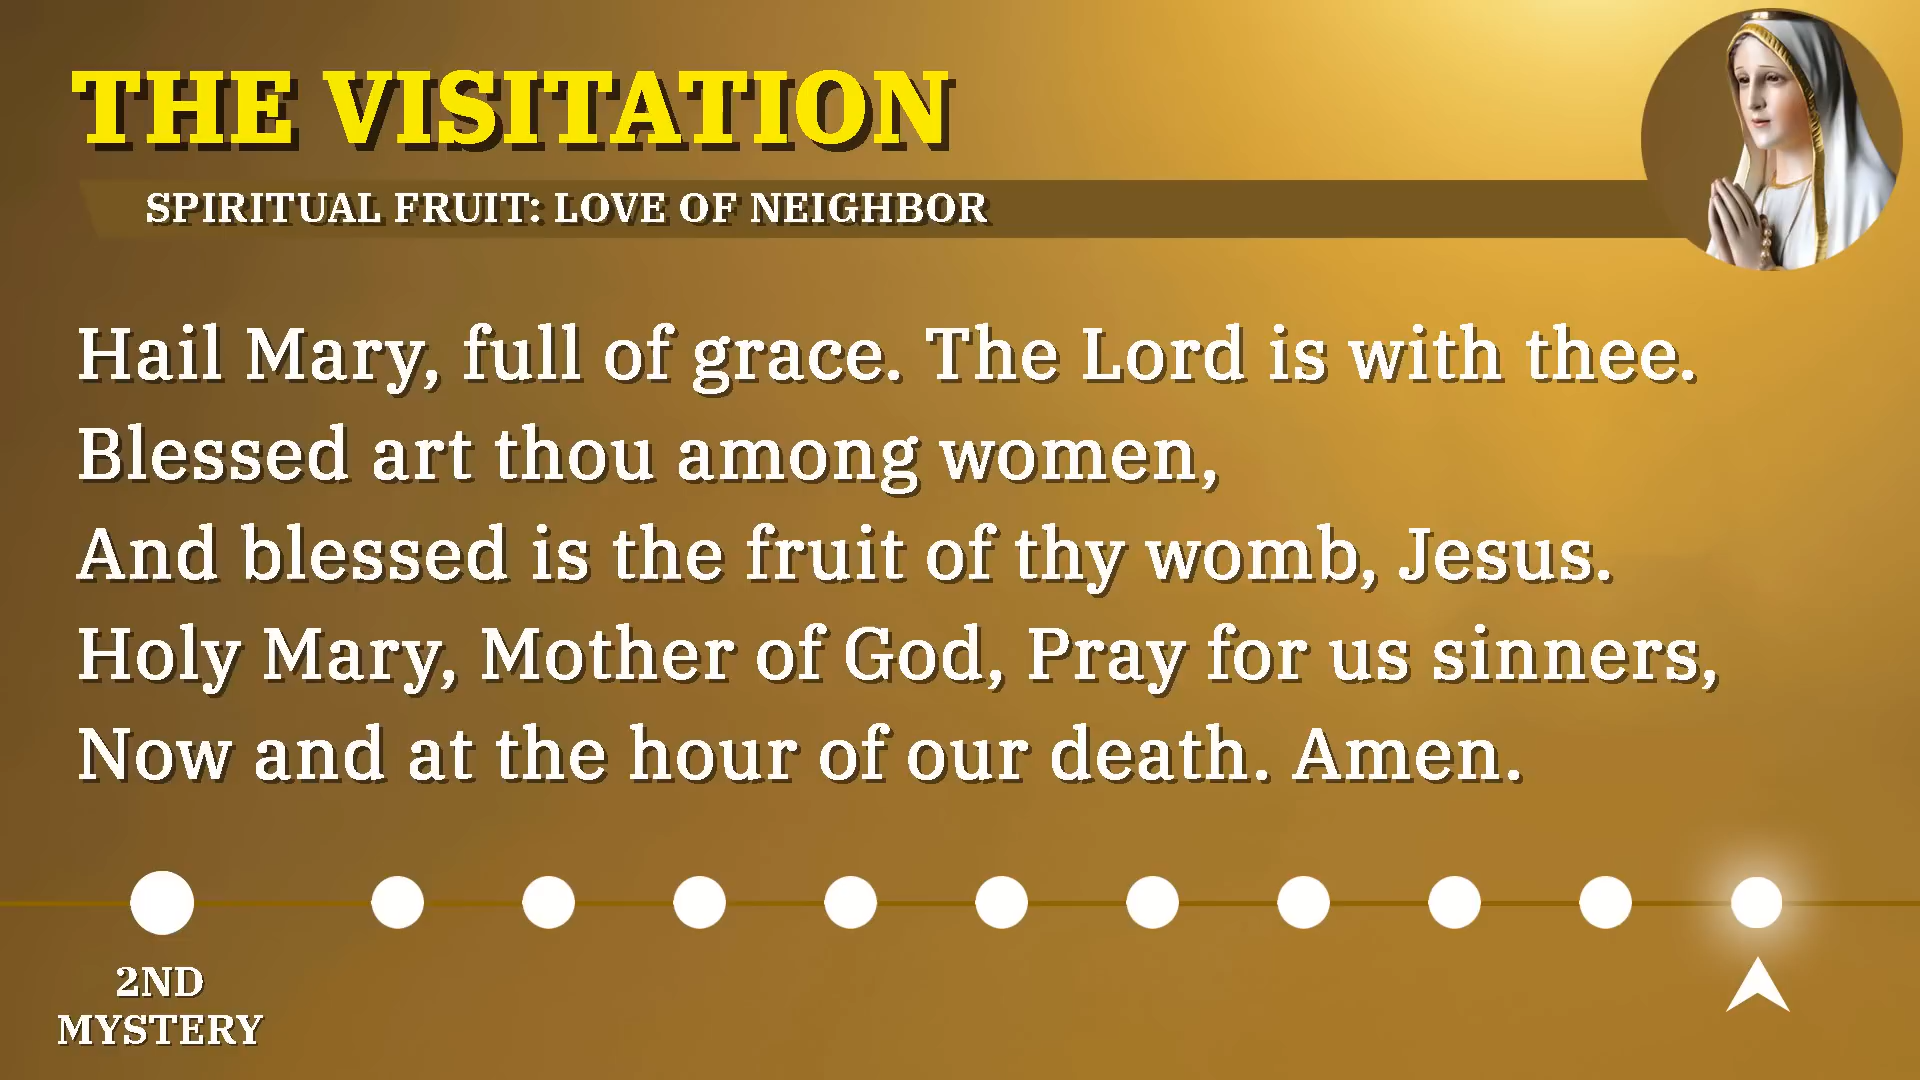 THE VISITATION
SPIRITUAL FRUIT: LOVE OF NEIGHBOR
Hail Mary, full of grace. The Lord is with thee.
Blessed art thou among women,
And blessed is the fruit of thy womb, Jesus.
Holy Mary, Mother of God, Pray for us sinners,
Now and at the hour of our death. Amen.
2ND
MYSTERY